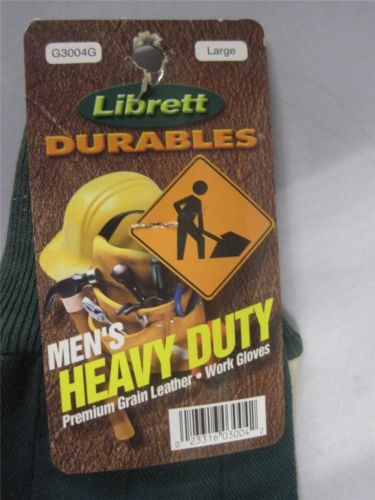 G3004G
Large
Librett
DURABLES
MEN'S
HEAVY DUTY
Premium Grain Leather • Work Gloves
0 23316 03004 2